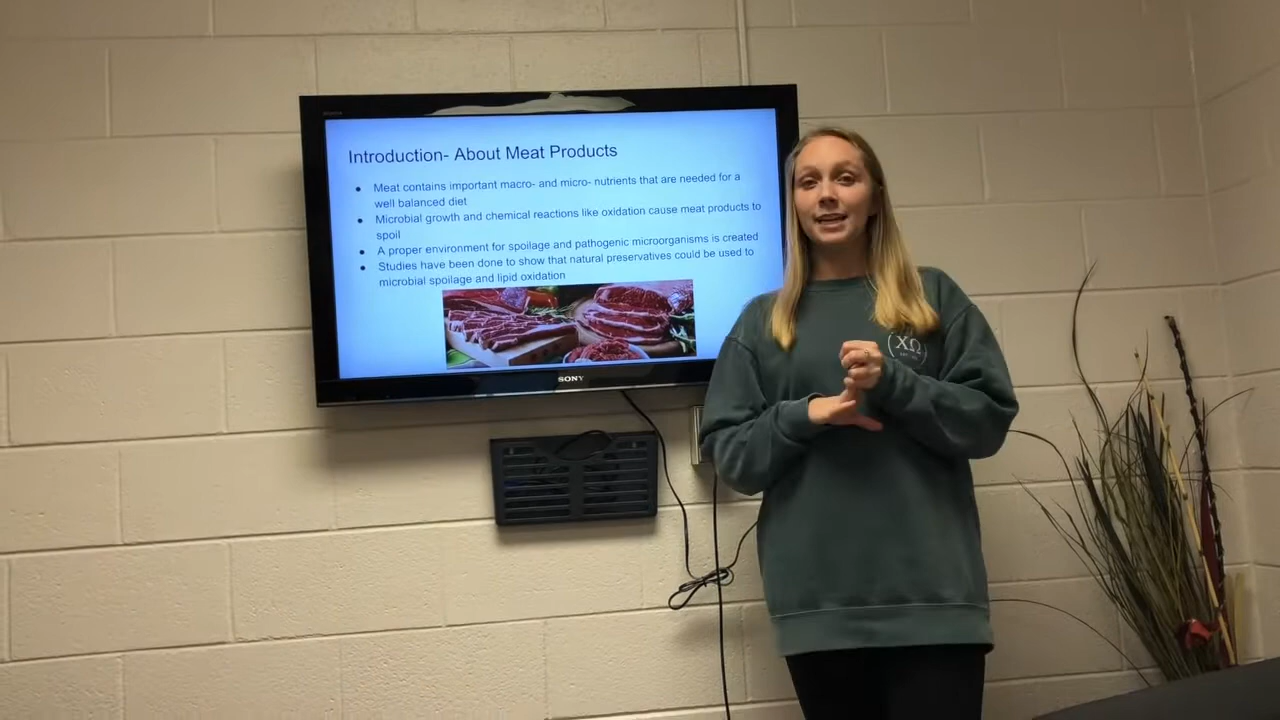 Introduction- About Meat Products
● Meat contains important macro- and micro- nutrients that are needed for a
well balanced diet
● Microbial growth and chemical reactions like oxidation cause meat products to
spoil
● A proper environment for spoilage and pathogenic microorganisms is created
● Studies have been done to show that natural preservatives could be used to
microbial spoilage and lipid oxidation
SONY
ΧΩ